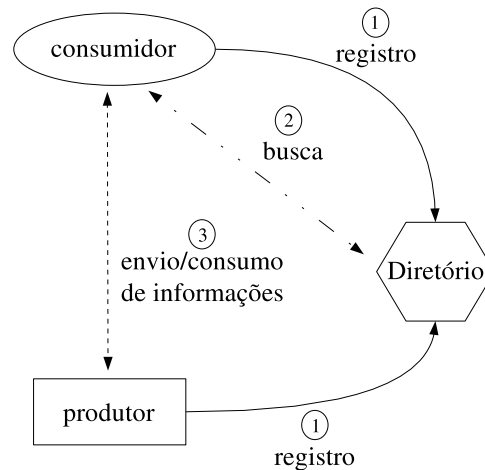 consumidor
1
registro
2
busca
3
envio/consumo
de informações
Diretório
produtor
1
registro